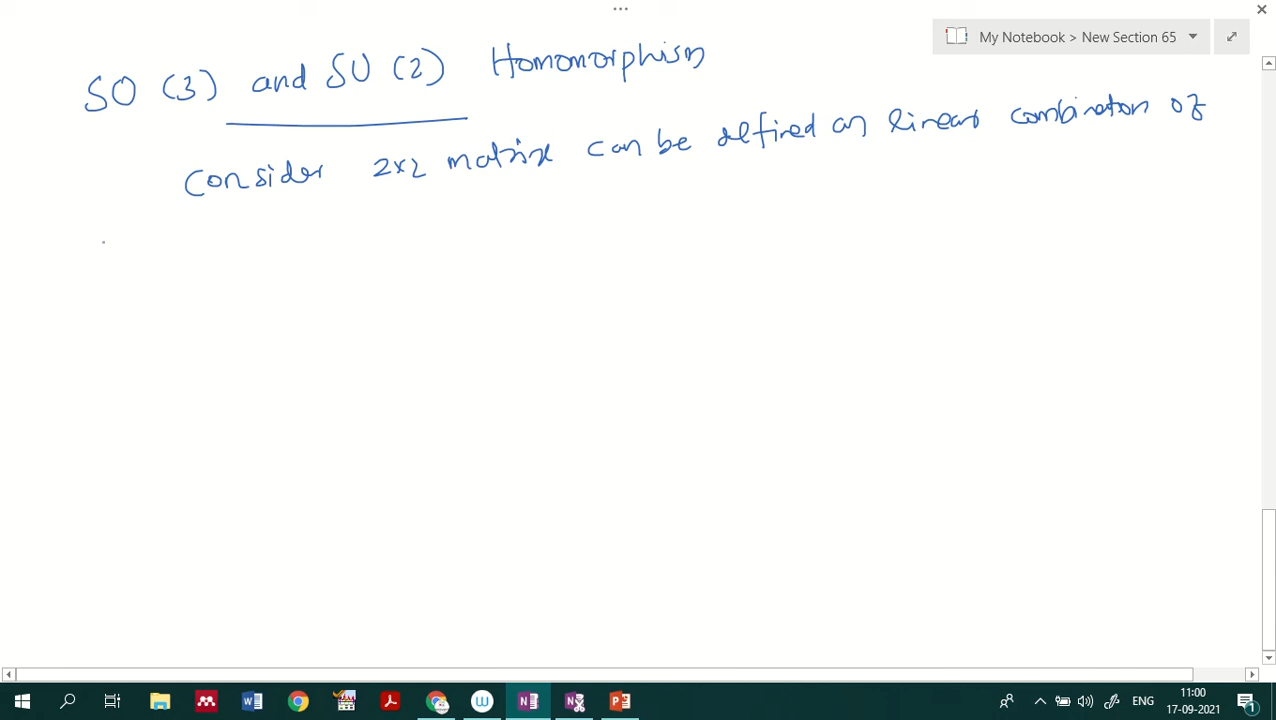 My Notebook > New Section 65
SO (3) and SU (2) Homomorphism
Consider 2x2 matrix can be defined as linear combination of
ENG
11:00
17-09-2021
1